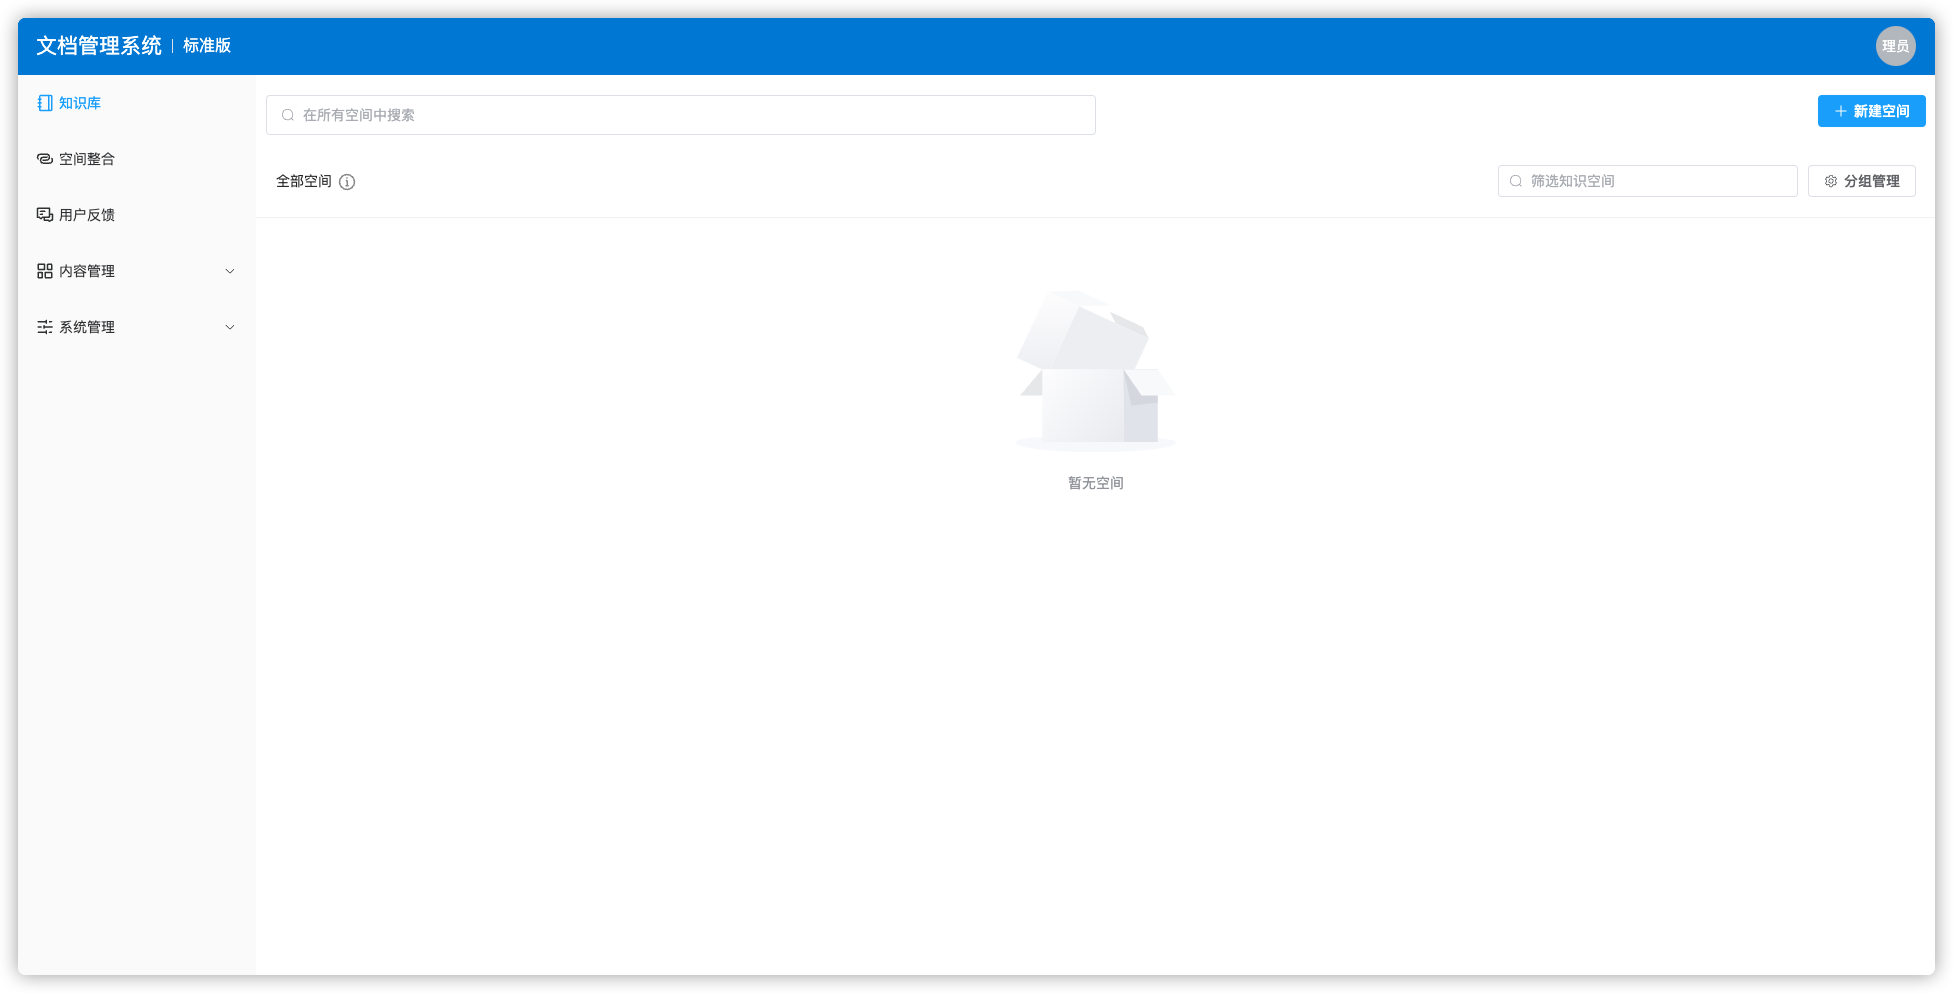 文档管理系统 | 标准版
理员
知识库
空间整合
用户反馈
内容管理
系统管理
在所有空间中搜索
新建空间
全部空间
筛选知识空间
分组管理
暂无空间